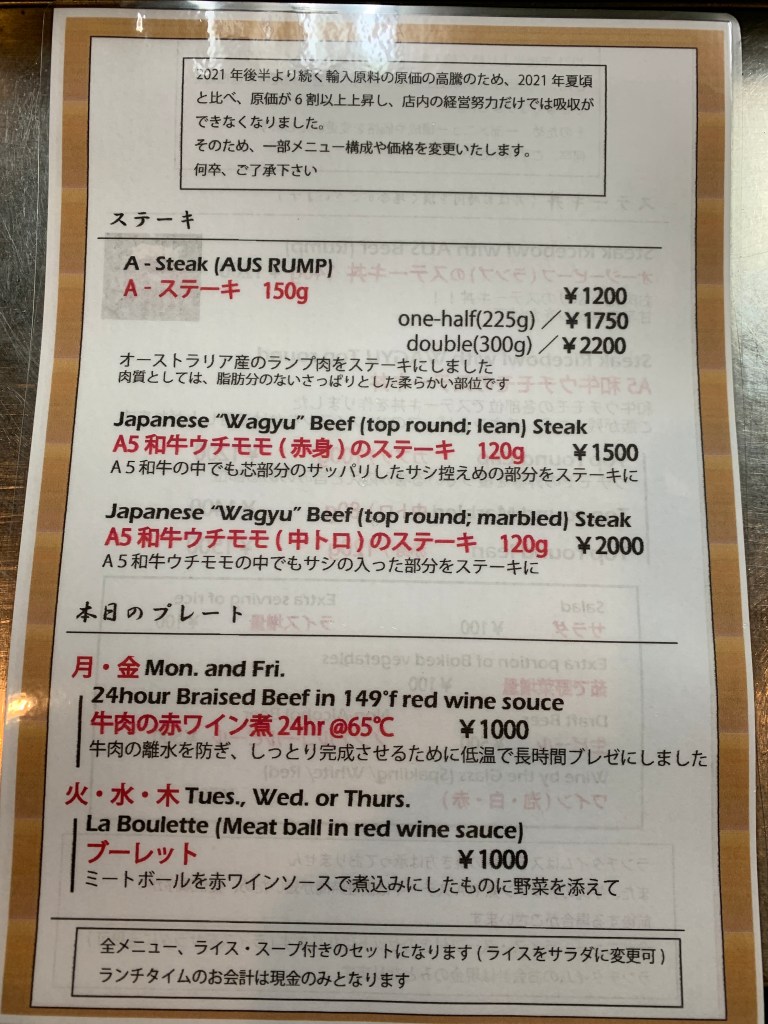 2021年後半より続く輸入原料の原価の高騰のため、2021年夏頃
と比べ、原価が6割以上上昇し、店内の経営努力だけでは吸収が
できなくなりました。
そのため、一部メニュー構成や価格を変更いたします。
何卒、ご了承下さい
ステーキ
A - Steak (AUS RUMP)
A - ステーキ 150g ¥1200
one-half(225g) ／¥1750
double(300g) ／¥2200
オーストラリア産のランプ肉をステーキにしました
肉質としては、脂肪分のないさっぱりとした柔らかい部位です
Japanese “Wagyu” Beef (top round; lean) Steak
A5和牛ウチモモ(赤身)のステーキ 120g ¥1500
A5和牛の中でも芯部分のサッパリしたサシ控えめの部分をステーキに
Japanese “Wagyu” Beef (top round; marbled) Steak
A5和牛ウチモモ(中トロ)のステーキ 120g ¥2000
A5和牛ウチモモの中でもサシの入った部分をステーキに
本日のプレート
月・金 Mon. and Fri.
24hour Braised Beef in 149°f red wine souce
牛肉の赤ワイン煮 24hr @65℃ ¥1000
牛肉の離水を防ぎ、しっとり完成させるために低温で長時間ブレゼにしました
火・水・木 Tues., Wed. or Thurs.
La Boulette (Meat ball in red wine sauce)
ブーレット ¥1000
ミートボールを赤ワインソースで煮込みにしたものに野菜を添えて
全メニュー、ライス・スープ付きのセットになります(ライスをサラダに変更可)
ランチタイムのお会計は現金のみとなります